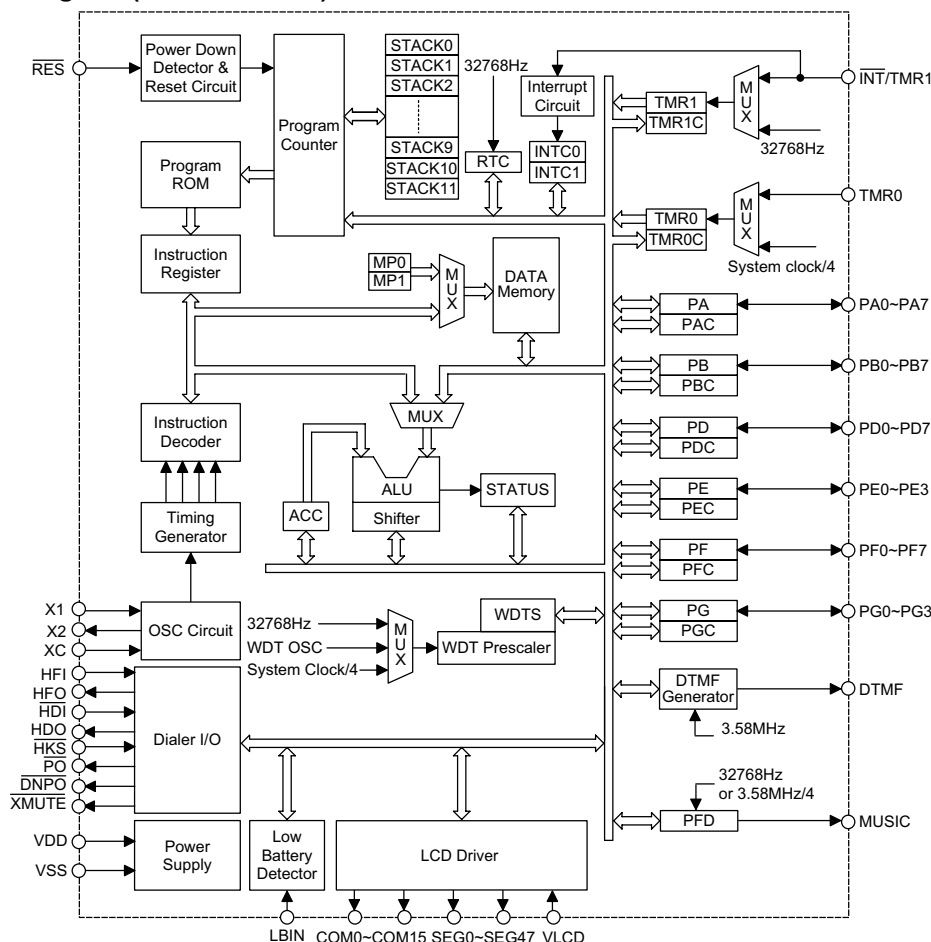 RES
Power Down
Detector &
Reset Circuit
Program
Counter
STACK0
STACK1
STACK2
STACK9
STACK10
STACK11
32768Hz
RTC
Interrupt
Circuit
INTC0
INTC1
TMR1
TMR1C
MUX
INT/TMR1
32768Hz
Program
ROM
TMR0
TMR0C
MUX
TMR0
System clock/4
Instruction
Register
MP0
MP1
MUX
DATA
Memory
PA
PAC
PA0~PA7
PB
PBC
PB0~PB7
Instruction
Decoder
MUX
PD
PDC
PD0~PD7
ALU
Shifter
STATUS
ACC
PE
PEC
PE0~PE3
Timing
Generator
PF
PFC
PF0~PF7
X1
X2
XC
OSC Circuit
32768Hz
WDT OSC
System Clock/4
MUX
WDTS
WDT Prescaler
PG
PGC
PG0~PG3
HFI
HFO
HDI
HDO
HKS
PO
DNPO
XMUTE
Dialer I/O
DTMF
Generator
DTMF
3.58MHz
32768Hz
or 3.58MHz/4
PFD
MUSIC
VDD
VSS
Power
Supply
Low
Battery
Detector
LCD Driver
LBIN
COM0~COM15
SEG0~SEG47
VLCD